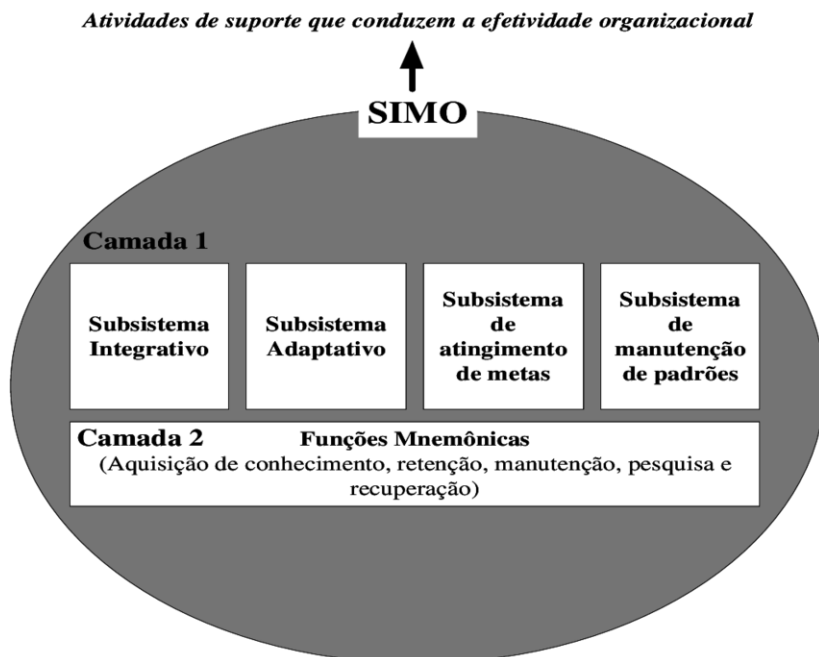 Atividades de suporte que conduzem a efetividade organizacional
SIMO
Camada 1
Subsistema
Integrativo
Subsistema
Adaptativo
Subsistema
de
atingimento
de metas
Subsistema
de
manutenção
de padrões
Camada 2 Funções Mnemônicas
(Aquisição de conhecimento, retenção, manutenção, pesquisa e
recuperação)